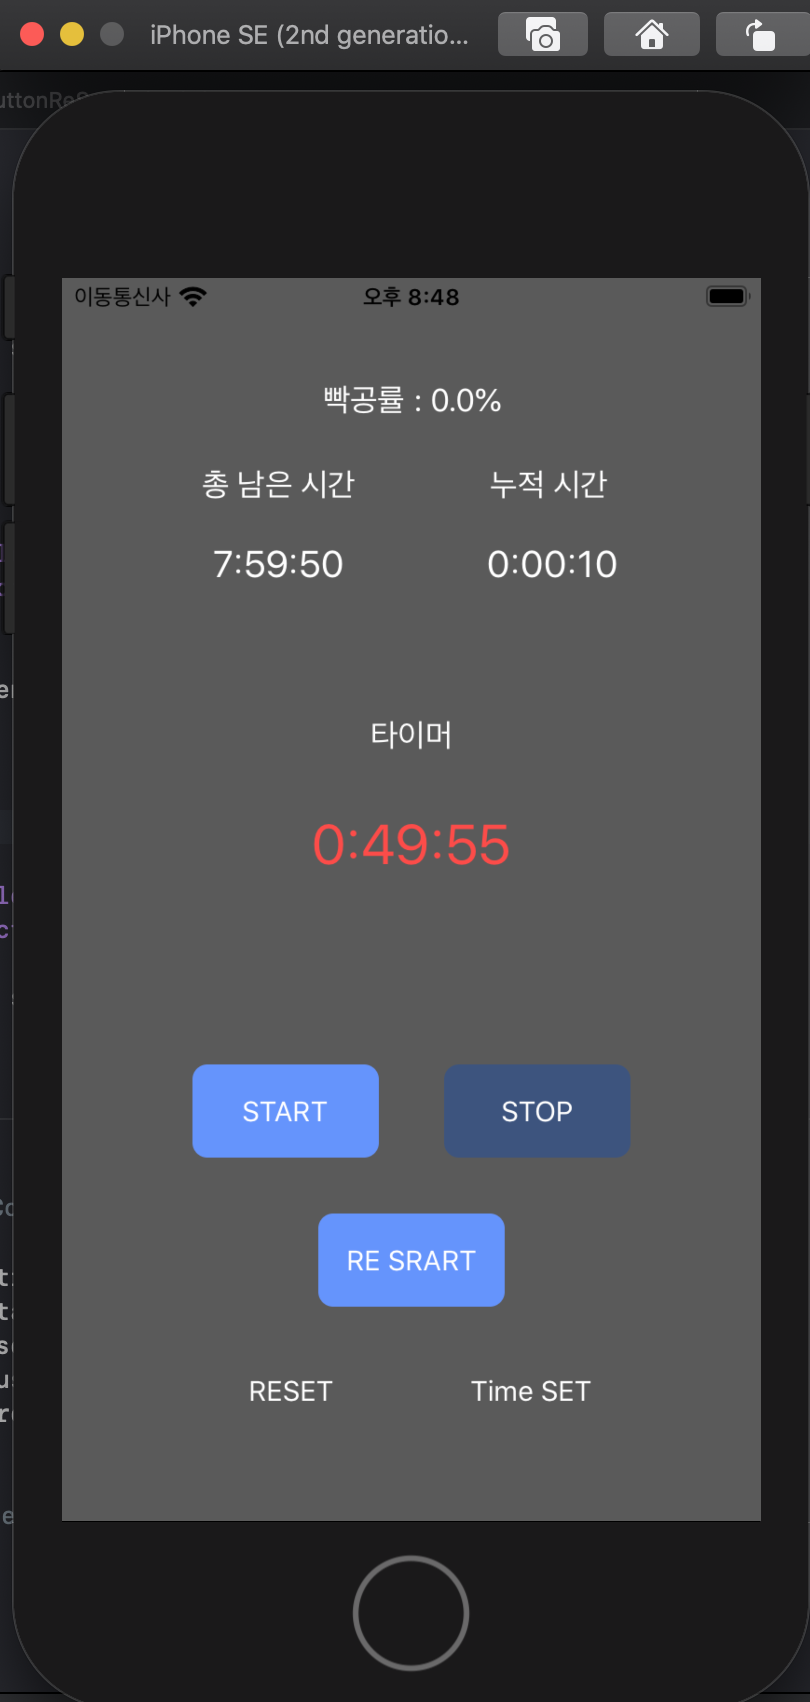 iPhone SE (2nd generatio...
이동통신사 오후 8:48
빡공률 : 0.0%
총 남은 시간 누적 시간
7:59:50 0:00:10
타이머
0:49:55
START STOP
RE SRART
RESET Time SET